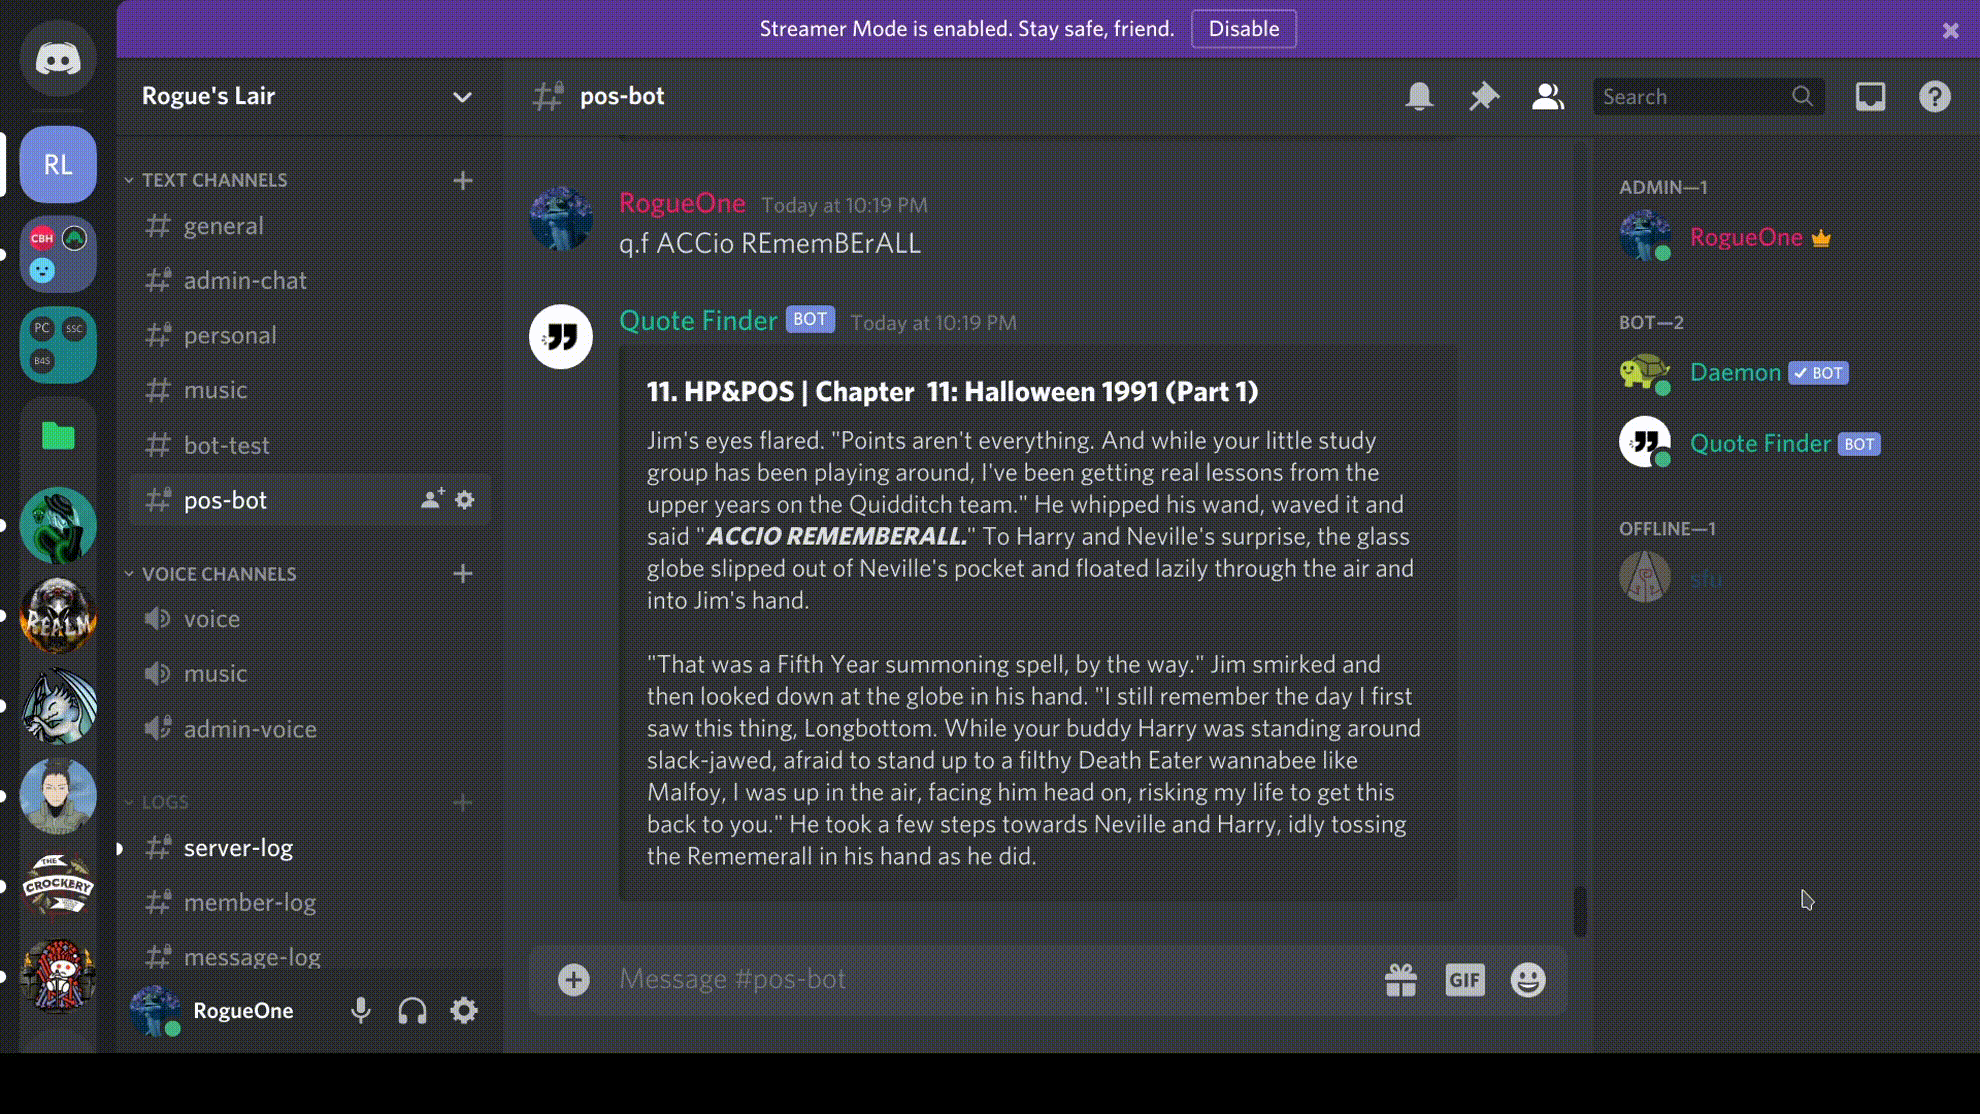 Streamer Mode is enabled. Stay safe, friend. Disable
Rogue's Lair
pos-bot
Search
RL
CBH
PC SSC
B4S
REALM
THE
CROCKERY
TEXT CHANNELS
general
admin-chat
personal
music
bot-test
pos-bot
VOICE CHANNELS
voice
music
admin-voice
LOGS
server-log
member-log
message-log
RogueOne
RogueOne Today at 10:19 PM
q.f ACCio REmemBErALL
Quote Finder BOT Today at 10:19 PM
11. HP&POS | Chapter 11: Halloween 1991 (Part 1)
Jim's eyes flared. "Points aren't everything. And while your little study
group has been playing around, I've been getting real lessons from the
upper years on the Quidditch team." He whipped his wand, waved it and
said "ACCIO REMEMBERALL." To Harry and Neville's surprise, the glass
globe slipped out of Neville's pocket and floated lazily through the air and
into Jim's hand.
"That was a Fifth Year summoning spell, by the way." Jim smirked and
then looked down at the globe in his hand. "I still remember the day I first
saw this thing, Longbottom. While your buddy Harry was standing around
slack-jawed, afraid to stand up to a filthy Death Eater wannabee like
Malfoy, I was up in the air, facing him head on, risking my life to get this
back to you." He took a few steps towards Neville and Harry, idly tossing
the Rememerall in his hand as he did.
Message #pos-bot
GIF
ADMIN—1
RogueOne
BOT—2
Daemon BOT
Quote Finder BOT
OFFLINE—1
sfu